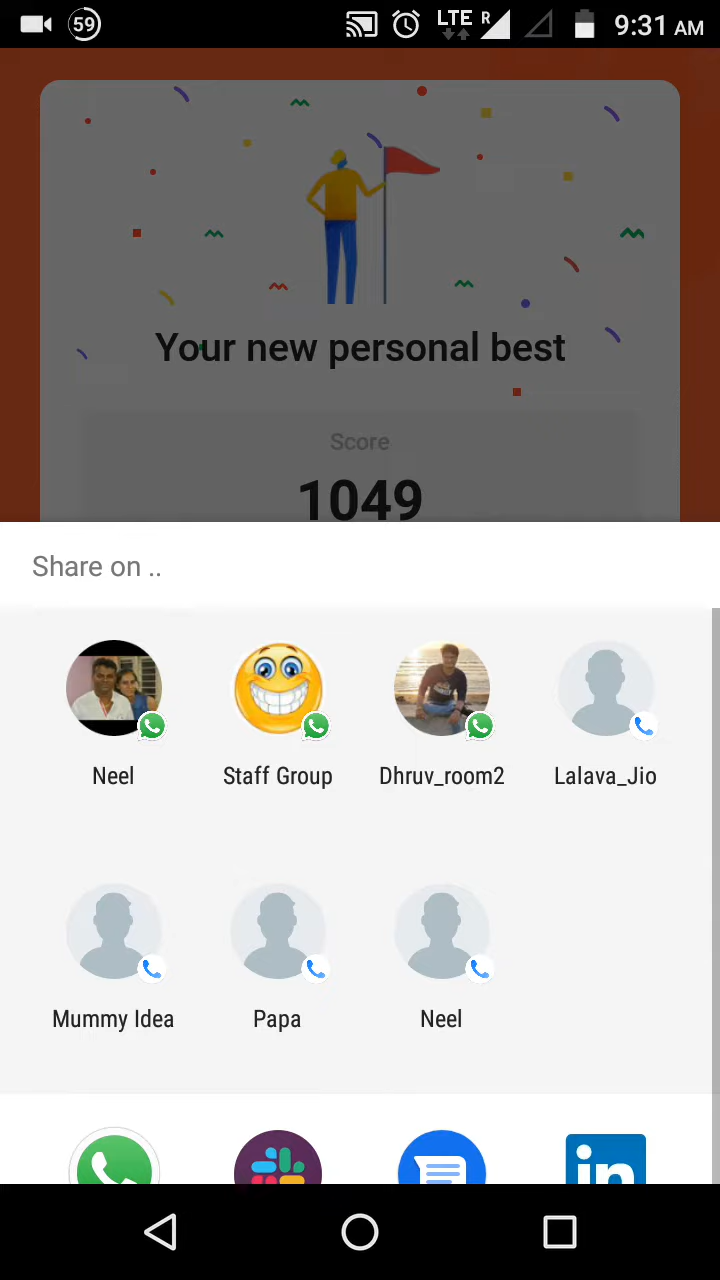 59 LTE R 9:31 AM
Your new personal best
Score
1049
Share on ..
Neel Staff Group Dhruv_room2 Lalava_Jio
Mummy Idea Papa Neel
in